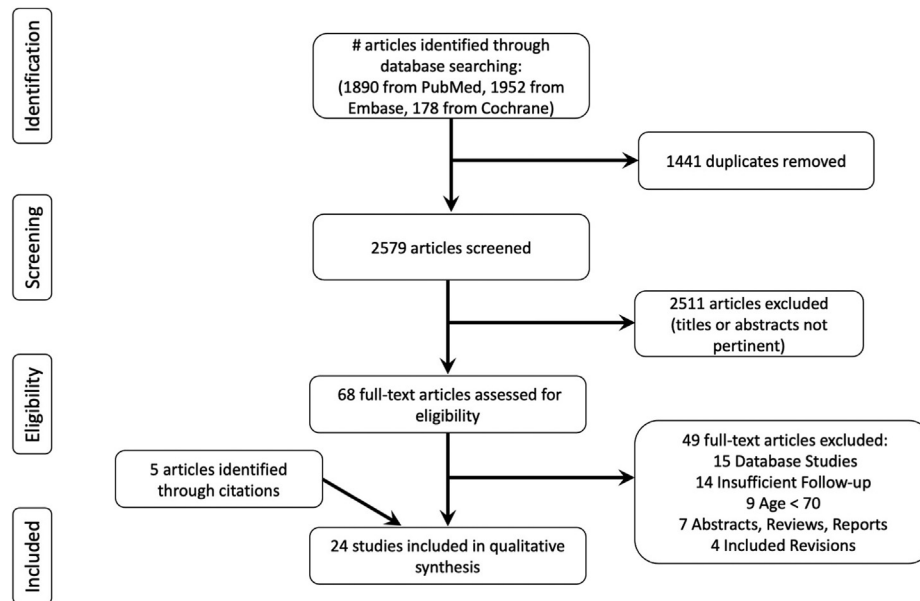 Identification
# articles identified through
database searching:
(1890 from PubMed, 1952 from
Embase, 178 from Cochrane)
1441 duplicates removed
Screening
2579 articles screened
2511 articles excluded
(titles or abstracts not
pertinent)
Eligibility
68 full-text articles assessed for
eligibility
49 full-text articles excluded:
15 Database Studies
14 Insufficient Follow-up
9 Age < 70
7 Abstracts, Reviews, Reports
4 Included Revisions
5 articles identified
through citations
Included
24 studies included in qualitative
synthesis